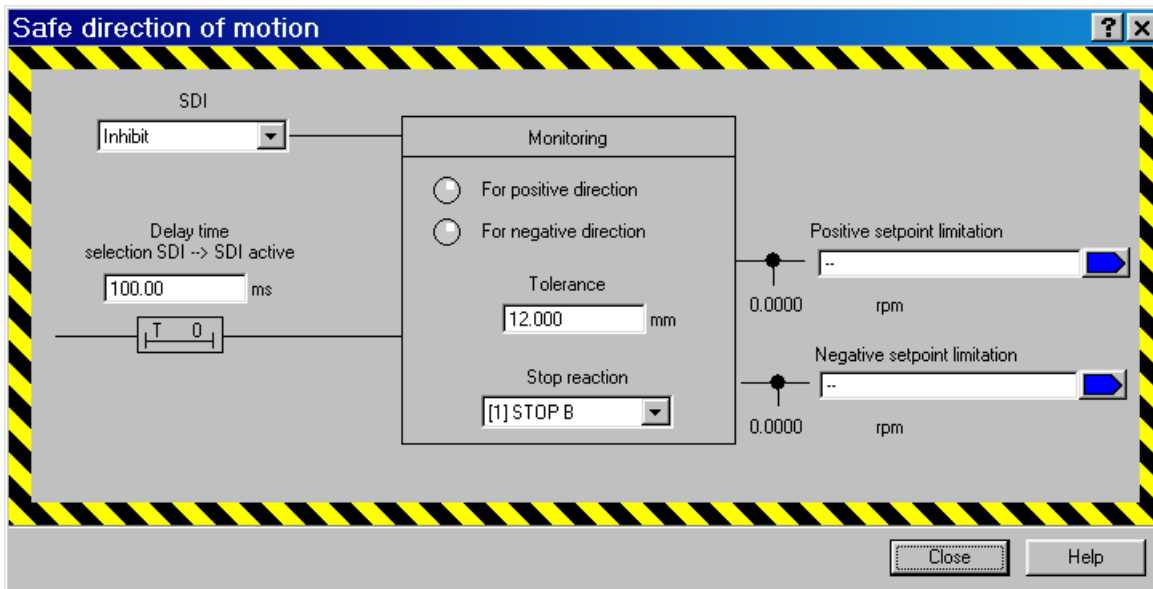 Safe direction of motion
SDI
Inhibit
Monitoring
For positive direction
For negative direction
Delay time
selection SDI --> SDI active
100.00 ms
T 0
Tolerance
12.000 mm
Stop reaction
[1] STOP B
Positive setpoint limitation
--
0.0000 rpm
Negative setpoint limitation
--
0.0000 rpm
Close
Help